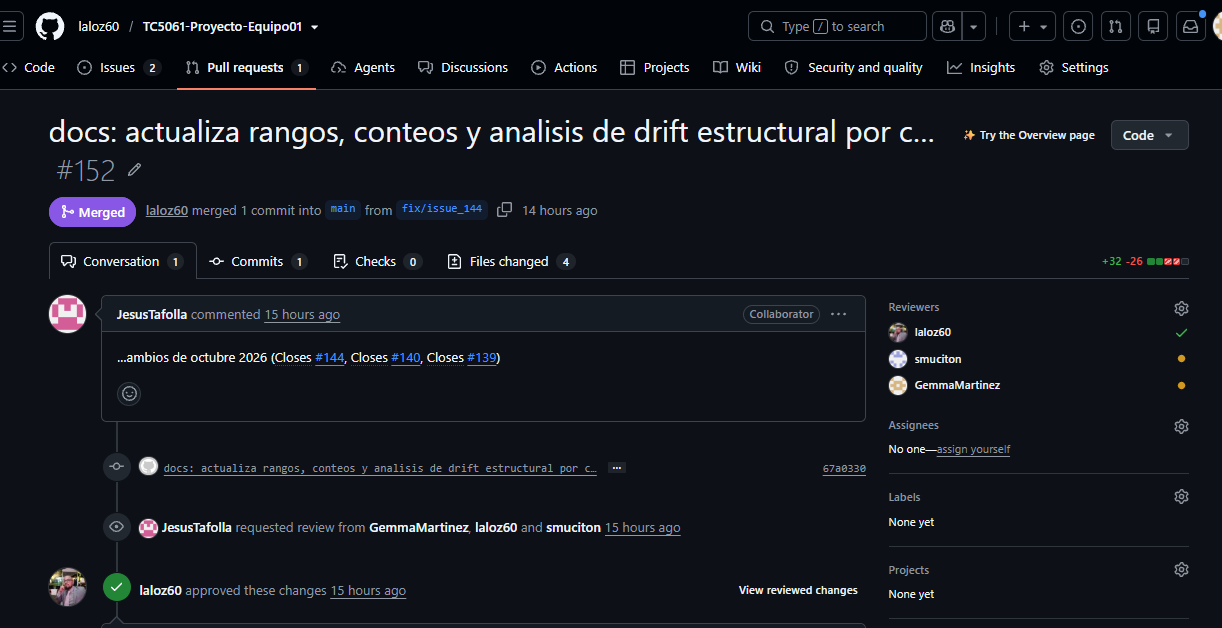 laloz60 / TC5061-Proyecto-Equipo01
Type / to search
Code Issues 2 Pull requests 1 Agents Discussions Actions Projects Wiki Security and quality Insights Settings
docs: actualiza rangos, conteos y analisis de drift estructural por c...
#152
Try the Overview page
Code
Merged laloz60 merged 1 commit into main from fix/issue_144 14 hours ago
Conversation 1 Commits 1 Checks 0 Files changed 4
+32 -26
JesusTafolla commented 15 hours ago
Collaborator ...
...ambios de octubre 2026 (Closes #144, Closes #140, Closes #139)
docs: actualiza rangos, conteos y analisis de drift estructural por c… ...
67a0330
JesusTafolla requested review from GemmaMartinez, laloz60 and smuciton 15 hours ago
laloz60 approved these changes 15 hours ago
View reviewed changes
Reviewers
laloz60
smuciton
GemmaMartinez
Assignees
No one—assign yourself
Labels
None yet
Projects
None yet